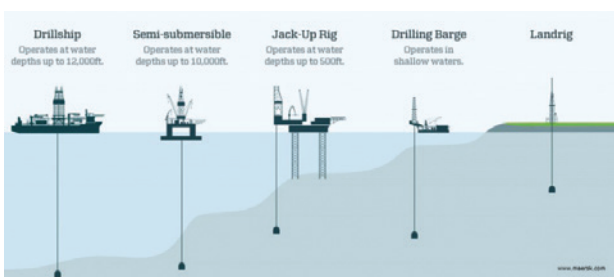 Drillship
Operates at water
depths up to 12,000ft.
Semi-submersible
Operates at water
depths up to 10,000ft.
Jack-Up Rig
Operates at water
depths up to 500ft.
Drilling Barge
Operates in
shallow waters.
Landrig
www.maersk.com